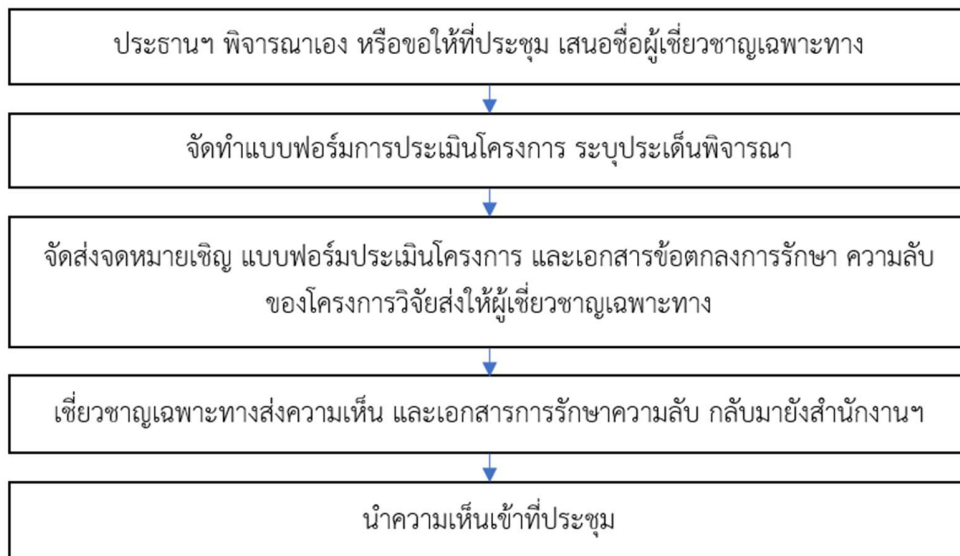 ประธานฯ พิจารณาเอง หรือขอให้ที่ประชุม เสนอชื่อผู้เชี่ยวชาญเฉพาะทาง
จัดทำแบบฟอร์มการประเมินโครงการ ระบุประเด็นพิจารณา
จัดส่งจดหมายเชิญ แบบฟอร์มประเมินโครงการ และเอกสารข้อตกลงการรักษา ความลับ
ของโครงการวิจัยส่งให้ผู้เชี่ยวชาญเฉพาะทาง
เชี่ยวชาญเฉพาะทางส่งความเห็น และเอกสารการรักษาความลับ กลับมายังสำนักงานฯ
นำความเห็นเข้าที่ประชุม